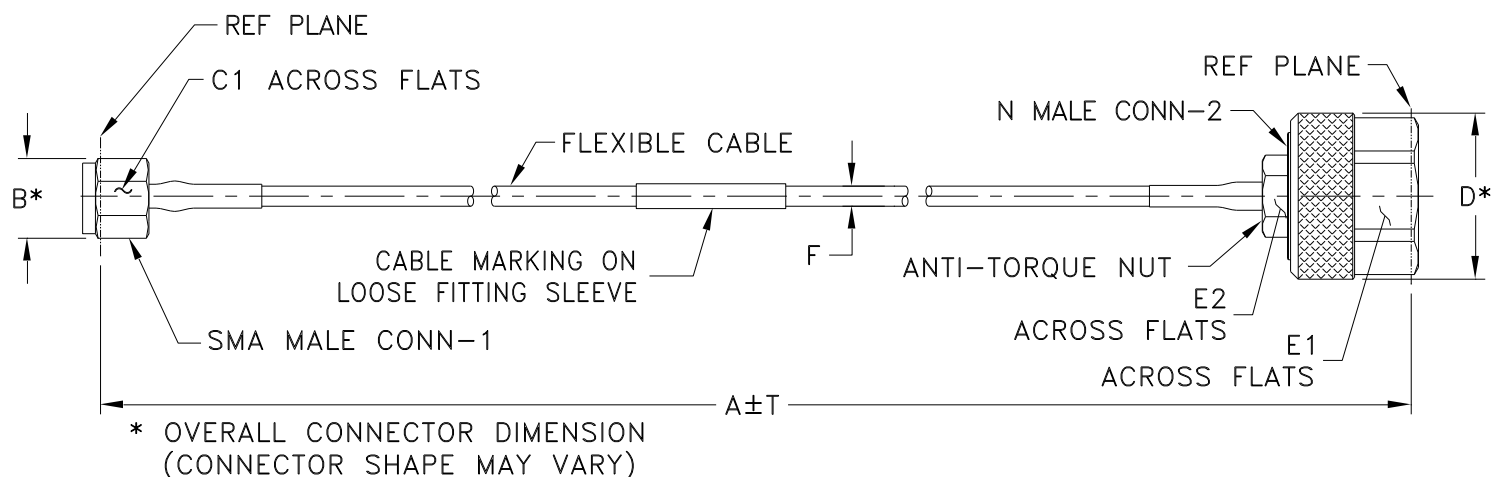 REF PLANE
C1 ACROSS FLATS
REF PLANE
N MALE CONN-2
FLEXIBLE CABLE
B*
D*
F
CABLE MARKING ON
LOOSE FITTING SLEEVE
ANTI-TORQUE NUT
E2
ACROSS FLATS
SMA MALE CONN-1
E1
ACROSS FLATS
A±T
* OVERALL CONNECTOR DIMENSION
(CONNECTOR SHAPE MAY VARY)